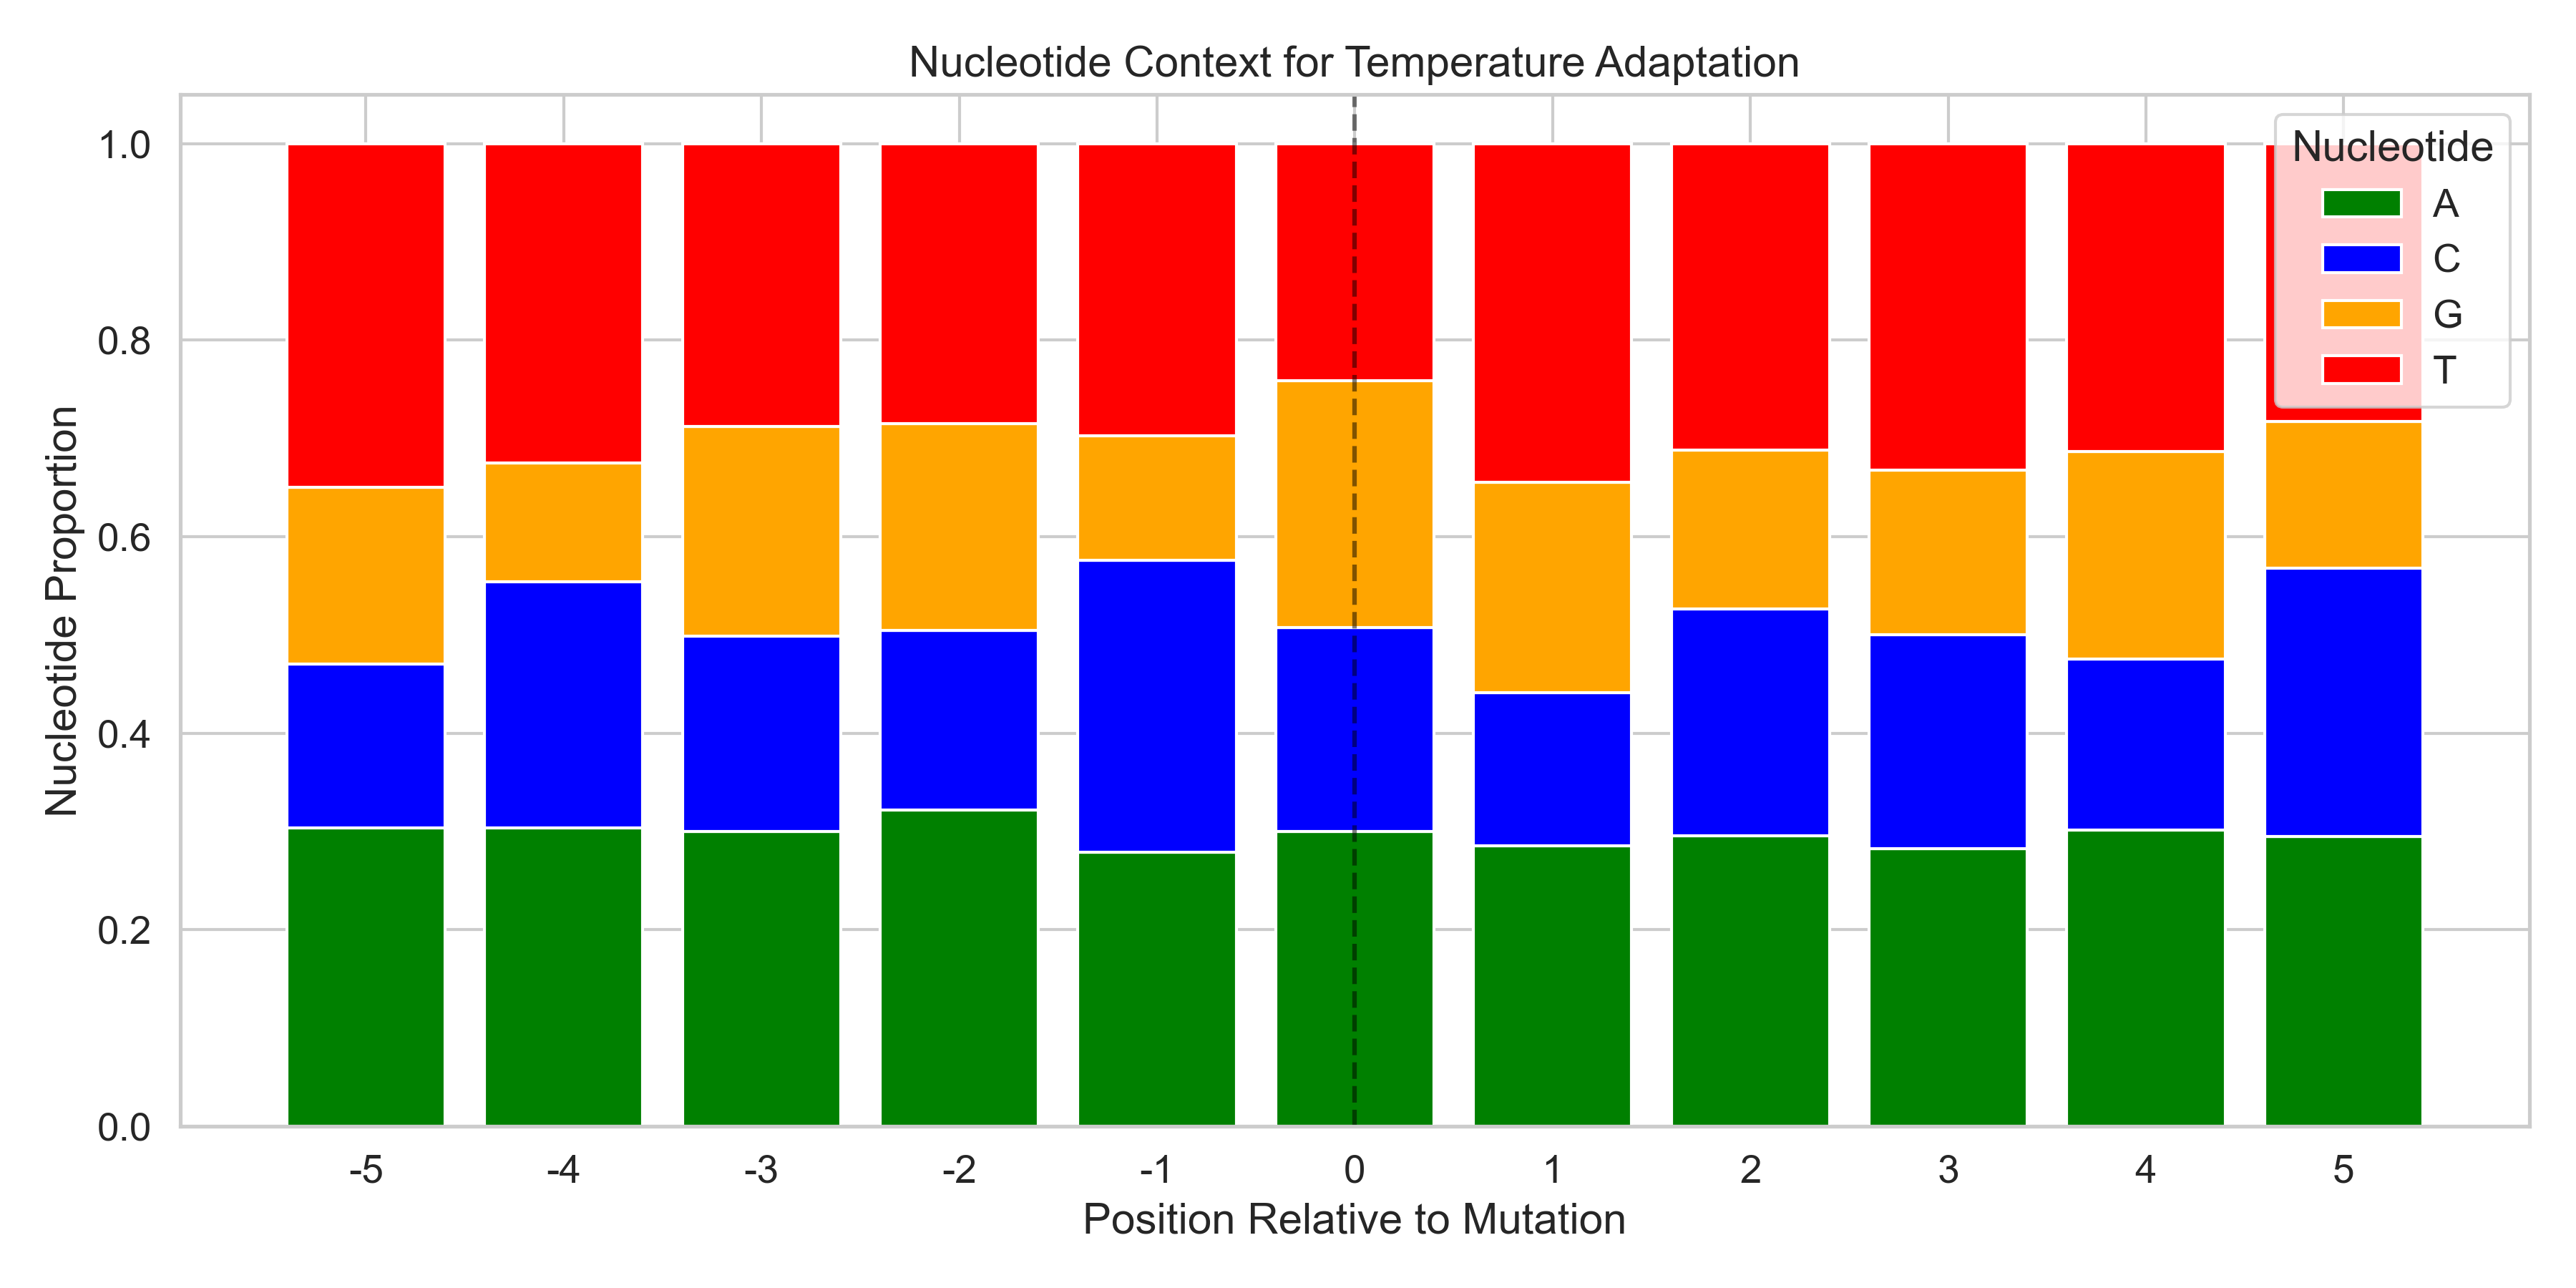 Nucleotide Context for Temperature Adaptation
Nucleotide
A
C
G
T
Nucleotide Proportion
1.0
0.8
0.6
0.4
0.2
0.0
-5 -4 -3 -2 -1 0 1 2 3 4 5
Position Relative to Mutation